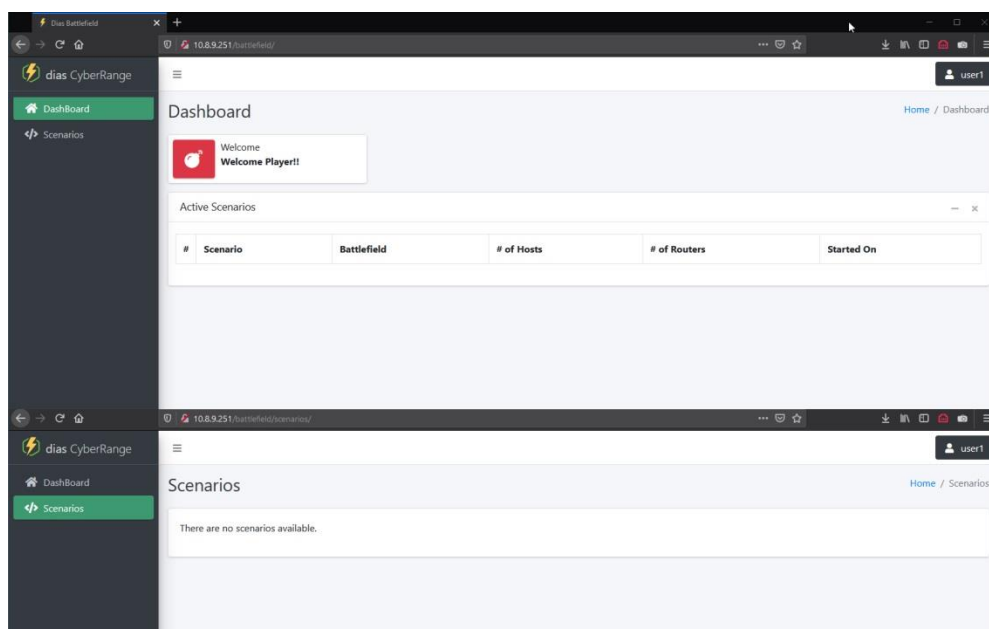 Dias Battlefield
10.8.9.251/battlefield/
dias CyberRange
user1
DashBoard
Scenarios
Dashboard
Home / Dashboard
Welcome
Welcome Player!!
Active Scenarios
# Scenario Battlefield # of Hosts # of Routers Started On
10.8.9.251/battlefield/scenarios/
dias CyberRange
user1
DashBoard
Scenarios
Scenarios
Home / Scenarios
There are no scenarios available.